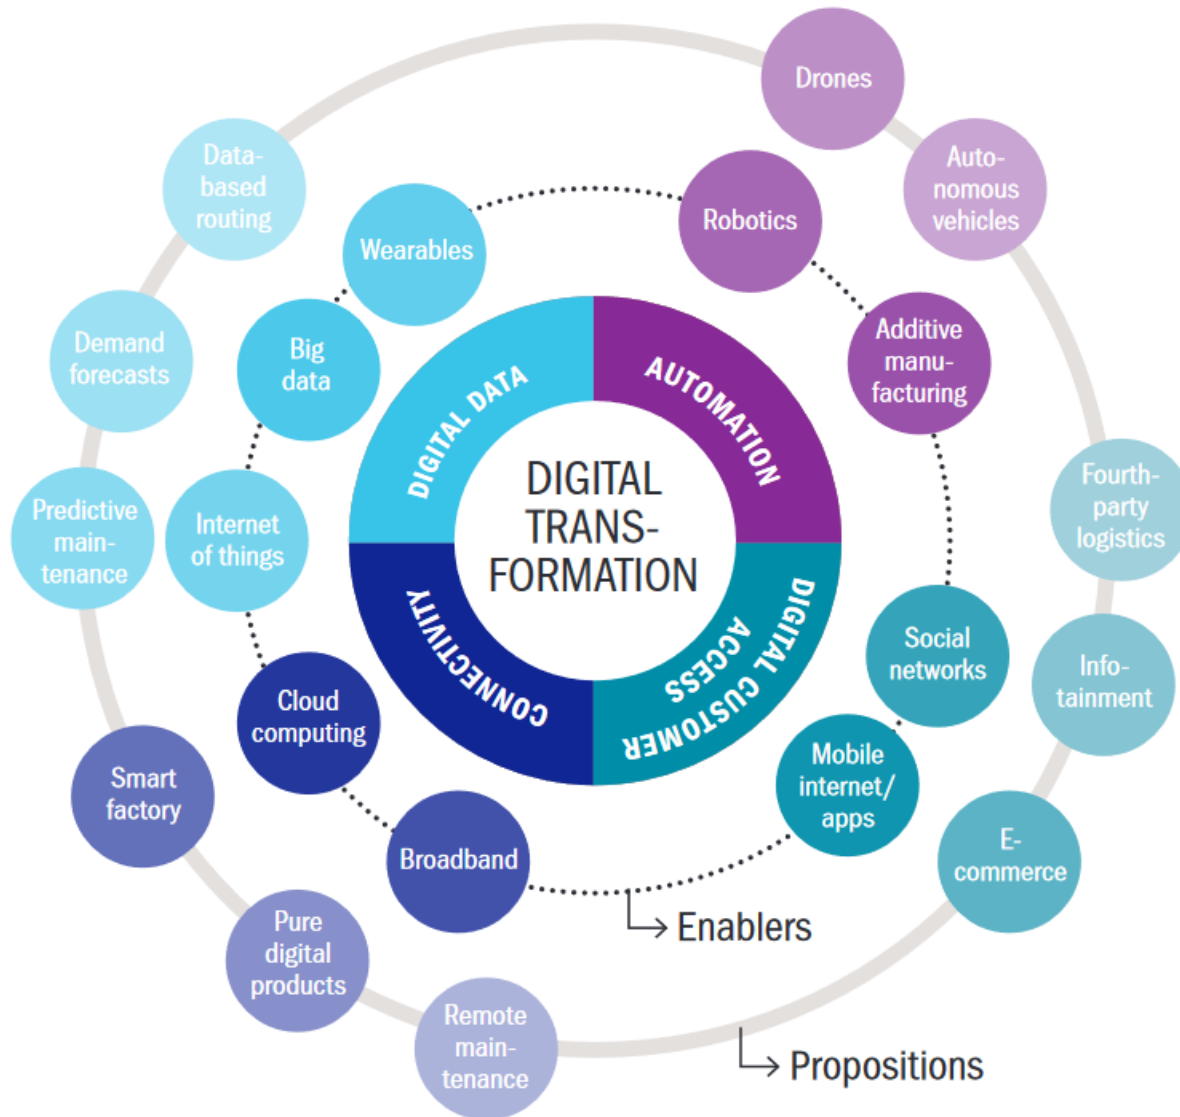 DIGITAL
TRANS-
FORMATION
DIGITAL DATA
AUTOMATION
DIGITAL CUSTOMER
ACCESS
CONNECTIVITY
Wearables
Big
data
Internet
of things
Cloud
computing
Broadband
Mobile
internet/
apps
Social
networks
Additive
manu-
facturing
Robotics
Enablers
Drones
Auto-
nomous
vehicles
Fourth-
party
logistics
Info-
tainment
E-
commerce
Remote
main-
tenance
Pure
digital
products
Smart
factory
Predictive
main-
tenance
Demand
forecasts
Data-
based
routing
Propositions